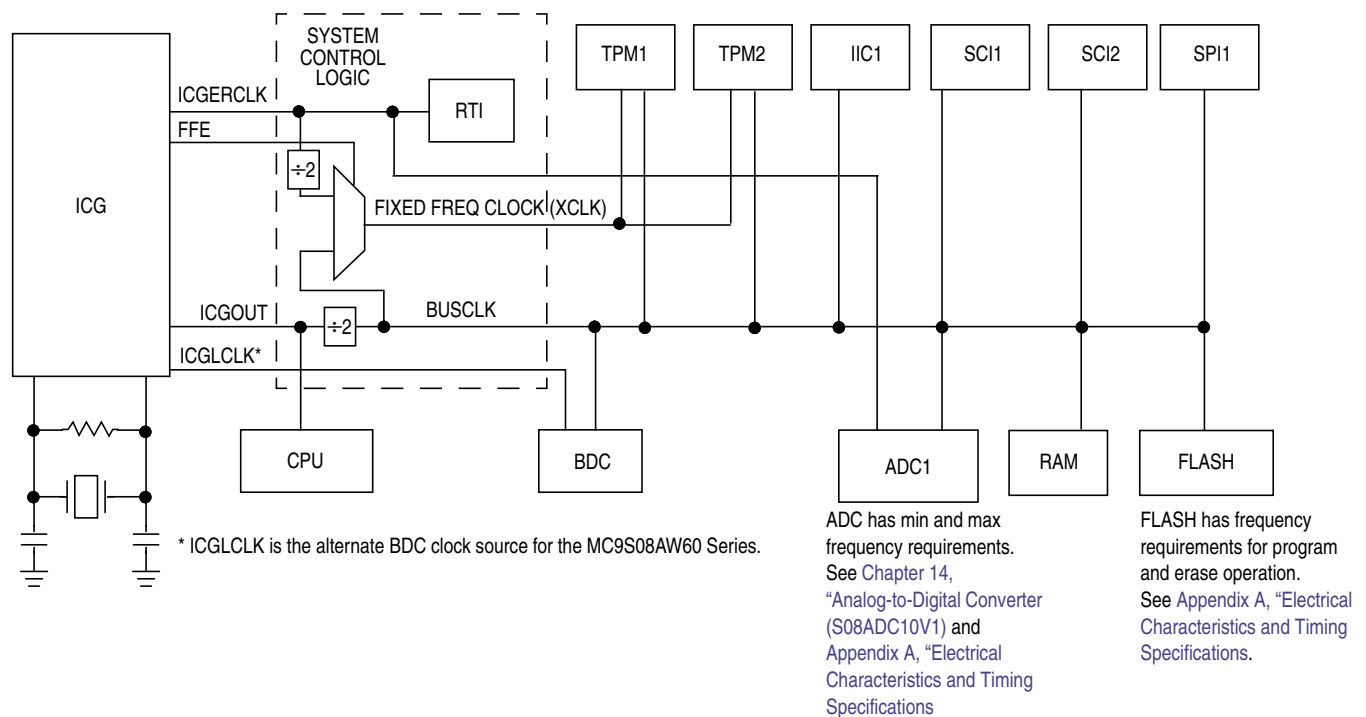 SYSTEM
CONTROL
LOGIC
TPM1
TPM2
IIC1
SCI1
SCI2
SPI1
ICGERCLK
RTI
FFE
÷2
ICG
FIXED FREQ CLOCK (XCLK)
ICGOUT
÷2
BUSCLK
ICGLCLK*
CPU
BDC
ADC1
RAM
FLASH
* ICGLCLK is the alternate BDC clock source for the MC9S08AW60 Series.
ADC has min and max
frequency requirements.
See Chapter 14,
“Analog-to-Digital Converter
(S08ADC10V1) and
Appendix A, “Electrical
Characteristics and Timing
Specifications
FLASH has frequency
requirements for program
and erase operation.
See Appendix A, “Electrical
Characteristics and Timing
Specifications.